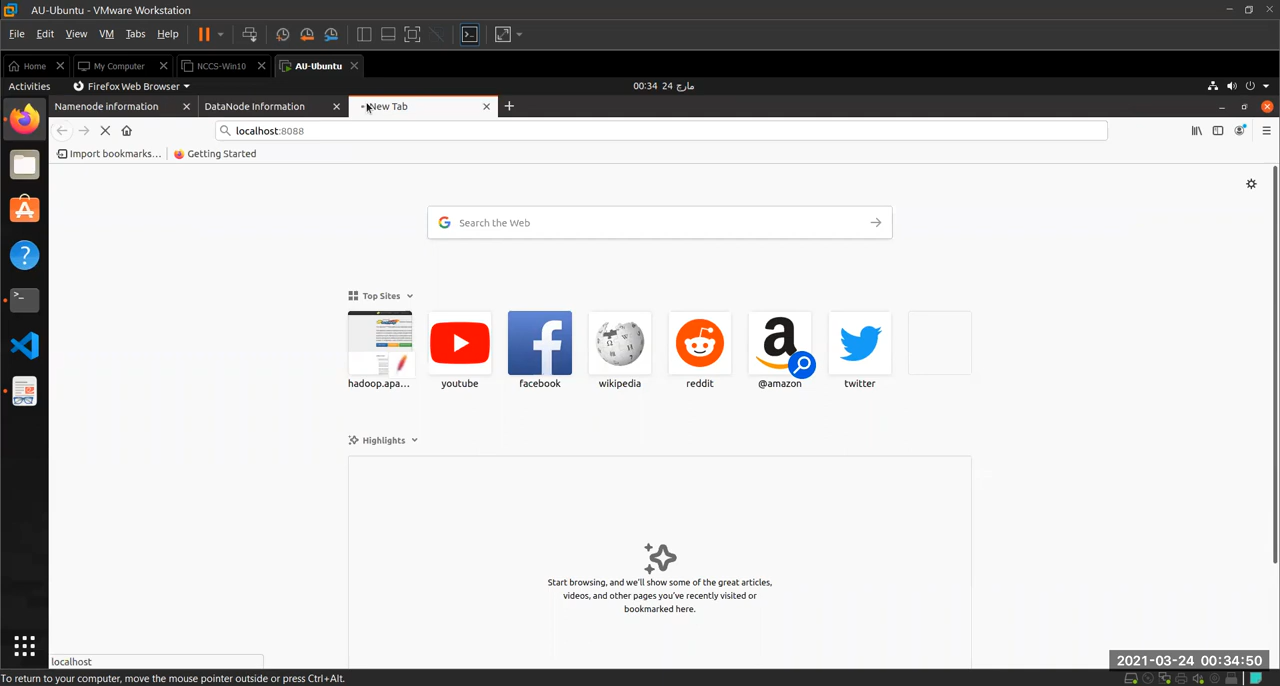 AU-Ubuntu - VMware Workstation
File Edit View VM Tabs Help
Home My Computer NCCS-Win10 AU-Ubuntu
Activities Firefox Web Browser 00:34 24 مارچ
Namenode information DataNode Information New Tab
localhost:8088
Import bookmarks... Getting Started
Search the Web
Top Sites
hadoop.apa... youtube facebook wikipedia reddit @amazon twitter
Highlights
Start browsing, and we'll show some of the great articles,
videos, and other pages you've recently visited or
bookmarked here.
localhost
2021-03-24 00:34:50
To return to your computer, move the mouse pointer outside or press Ctrl+Alt.